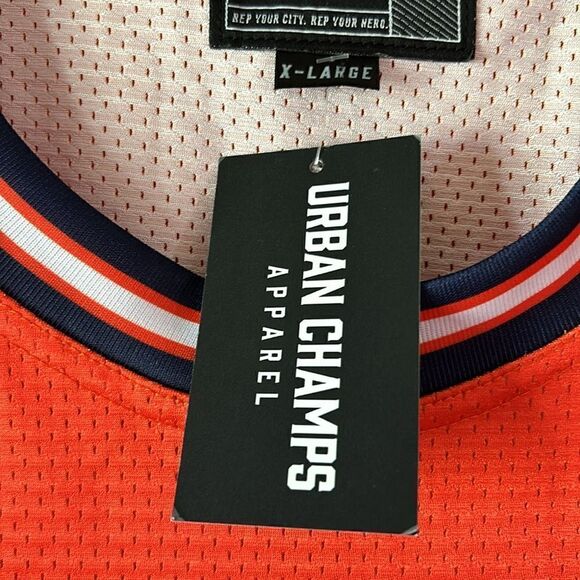 REP YOUR CITY. REP YOUR HERO.
X-LARGE
URBAN CHAMPS
APPAREL